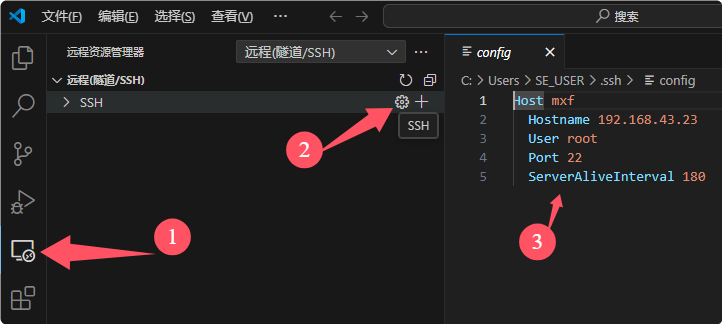 文件(F) 编辑(E) 选择(S) 查看(V) ··· 搜索
远程资源管理器 远程(隧道/SSH) ···
远程(隧道/SSH)
SSH
SSH
1
2
3
config
C: > Users > SE_USER > .ssh > config
1 Host mxf
2 Hostname 192.168.43.23
3 User root
4 Port 22
5 ServerAliveInterval 180